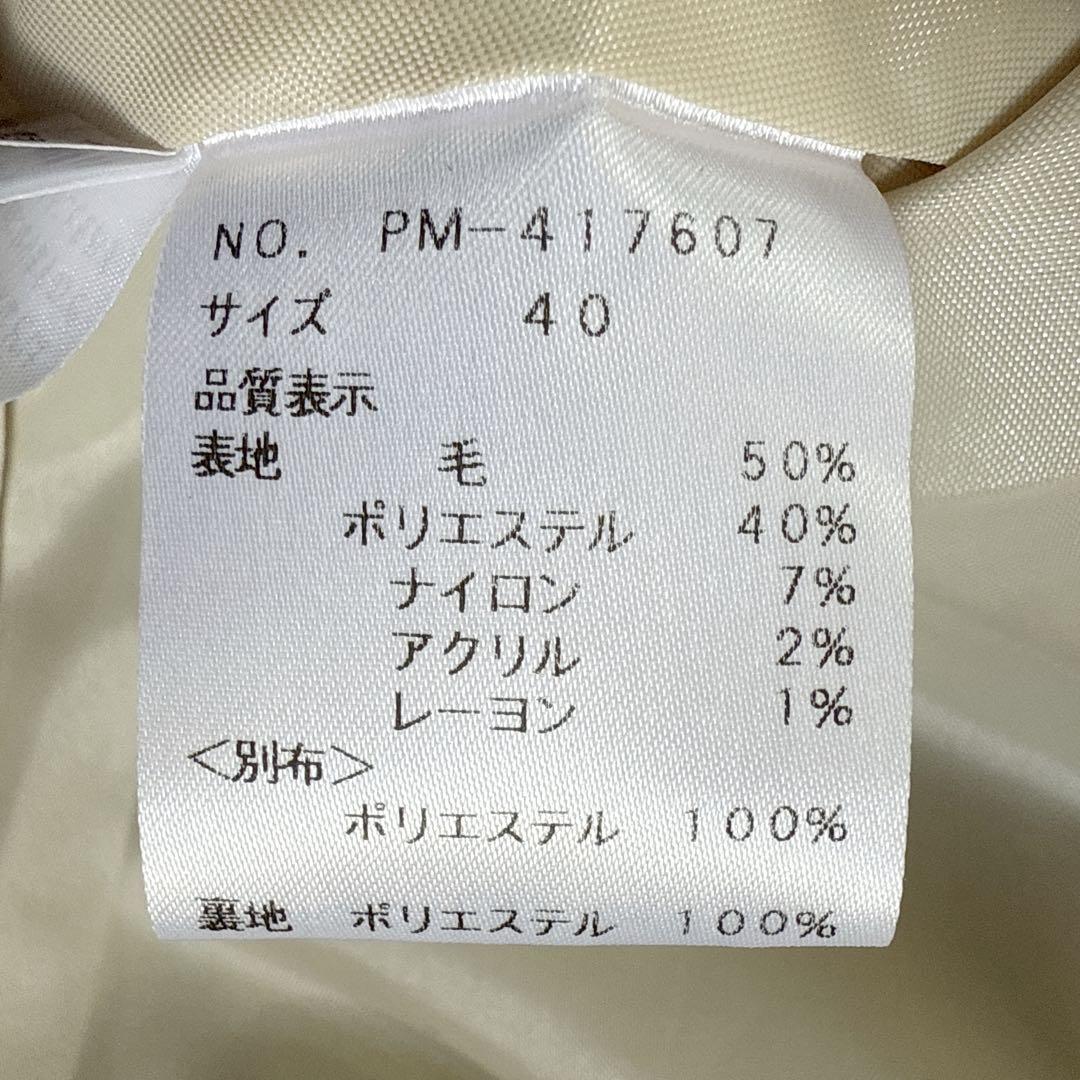 NO. PM-417607
サイズ 40
品質表示
表地 毛 50%
ポリエステル 40%
ナイロン 7%
アクリル 2%
レーヨン 1%
<別布>
ポリエステル 100%
裏地 ポリエステル 100%